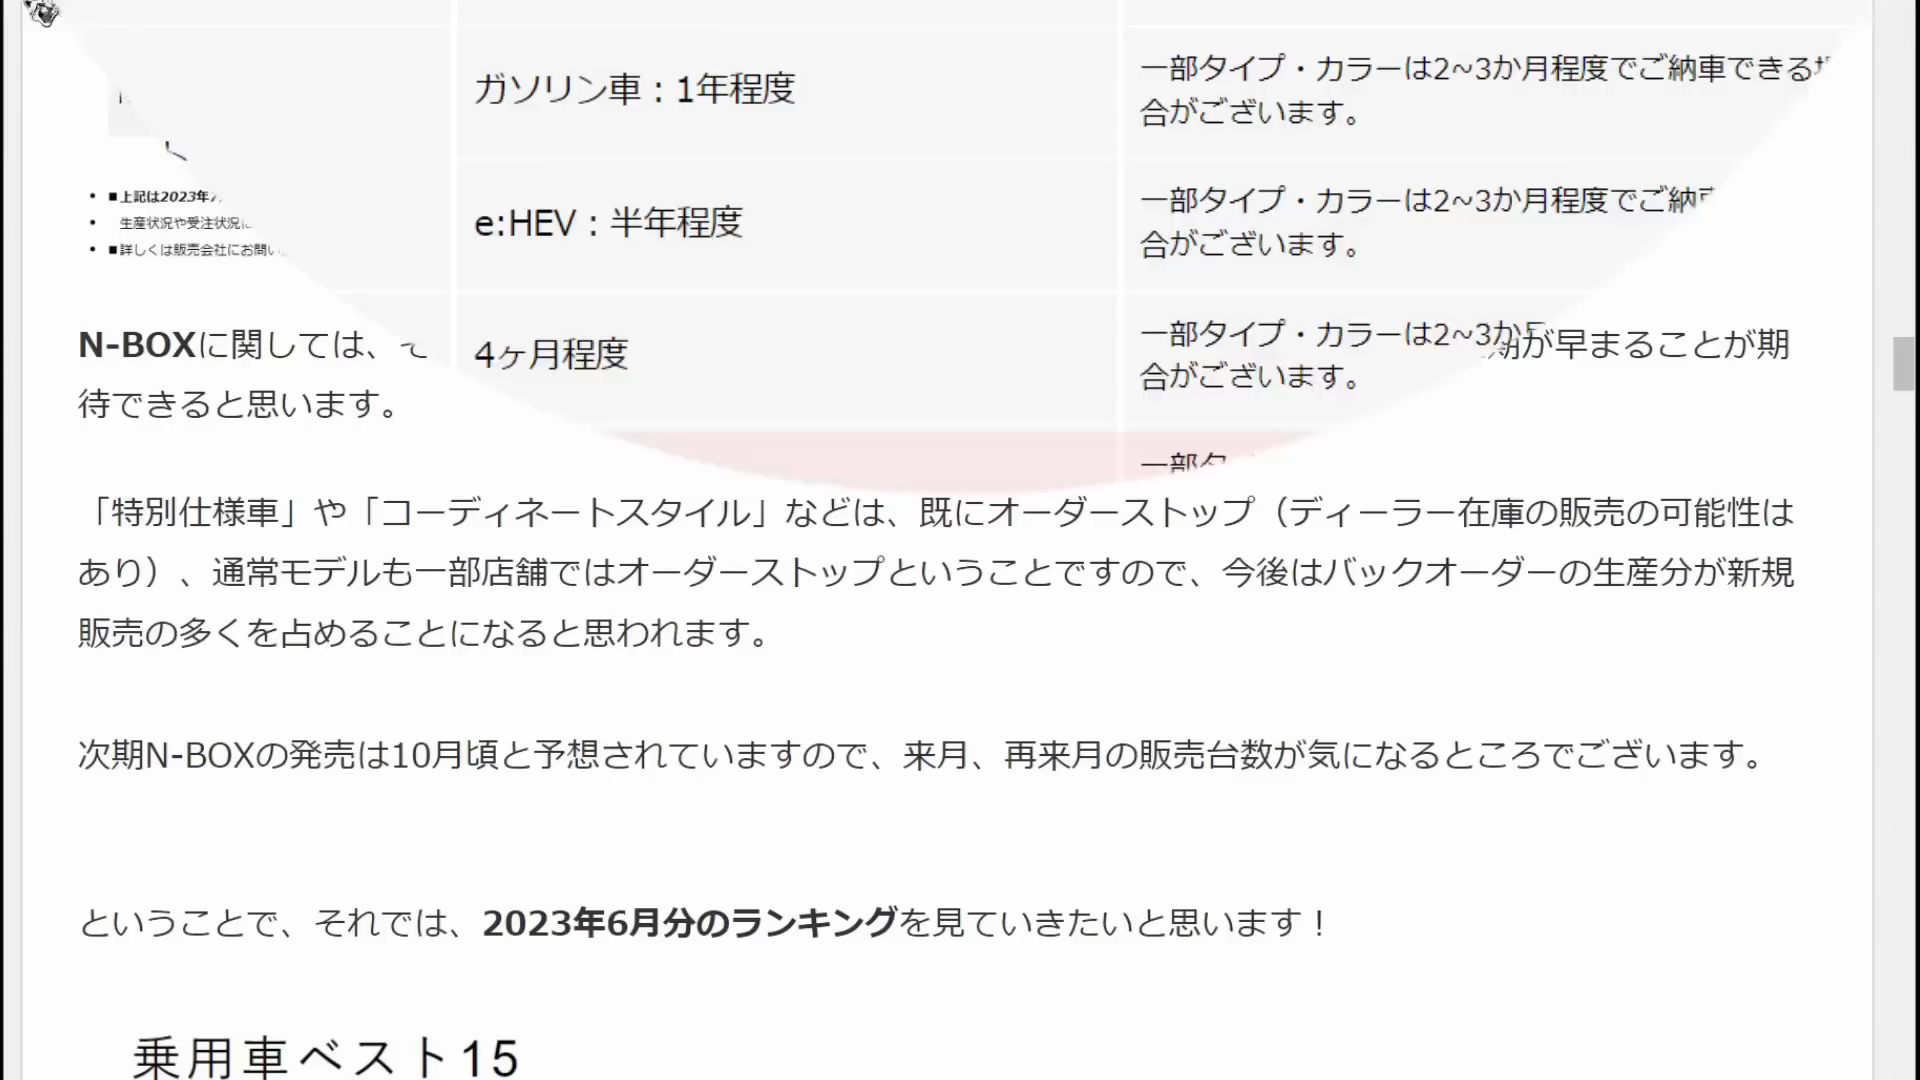 ガソリン車：1年程度
一部タイプ・カラーは2~3か月程度でご納車できる場
合がございます。
■上記は2023年7
生産状況や受注状況に
■詳しくは販売会社にお問い
e:HEV：半年程度
一部タイプ・カラーは2~3か月程度でご納車
合がございます。
N-BOXに関しては、
4ヶ月程度
一部タイプ・カラーは2~3か月
合がございます。
期が早まることが期
待できると思います。
一部タ
「特別仕様車」や「コーディネートスタイル」などは、既にオーダーストップ（ディーラー在庫の販売の可能性は
あり）、通常モデルも一部店舗ではオーダーストップということですので、今後はバックオーダーの生産分が新規
販売の多くを占めることになると思われます。
次期N-BOXの発売は10月頃と予想されていますので、来月、再来月の販売台数が気になるところでございます。
ということで、それでは、2023年6月分のランキングを見ていきたいと思います！
乗用車ベスト15